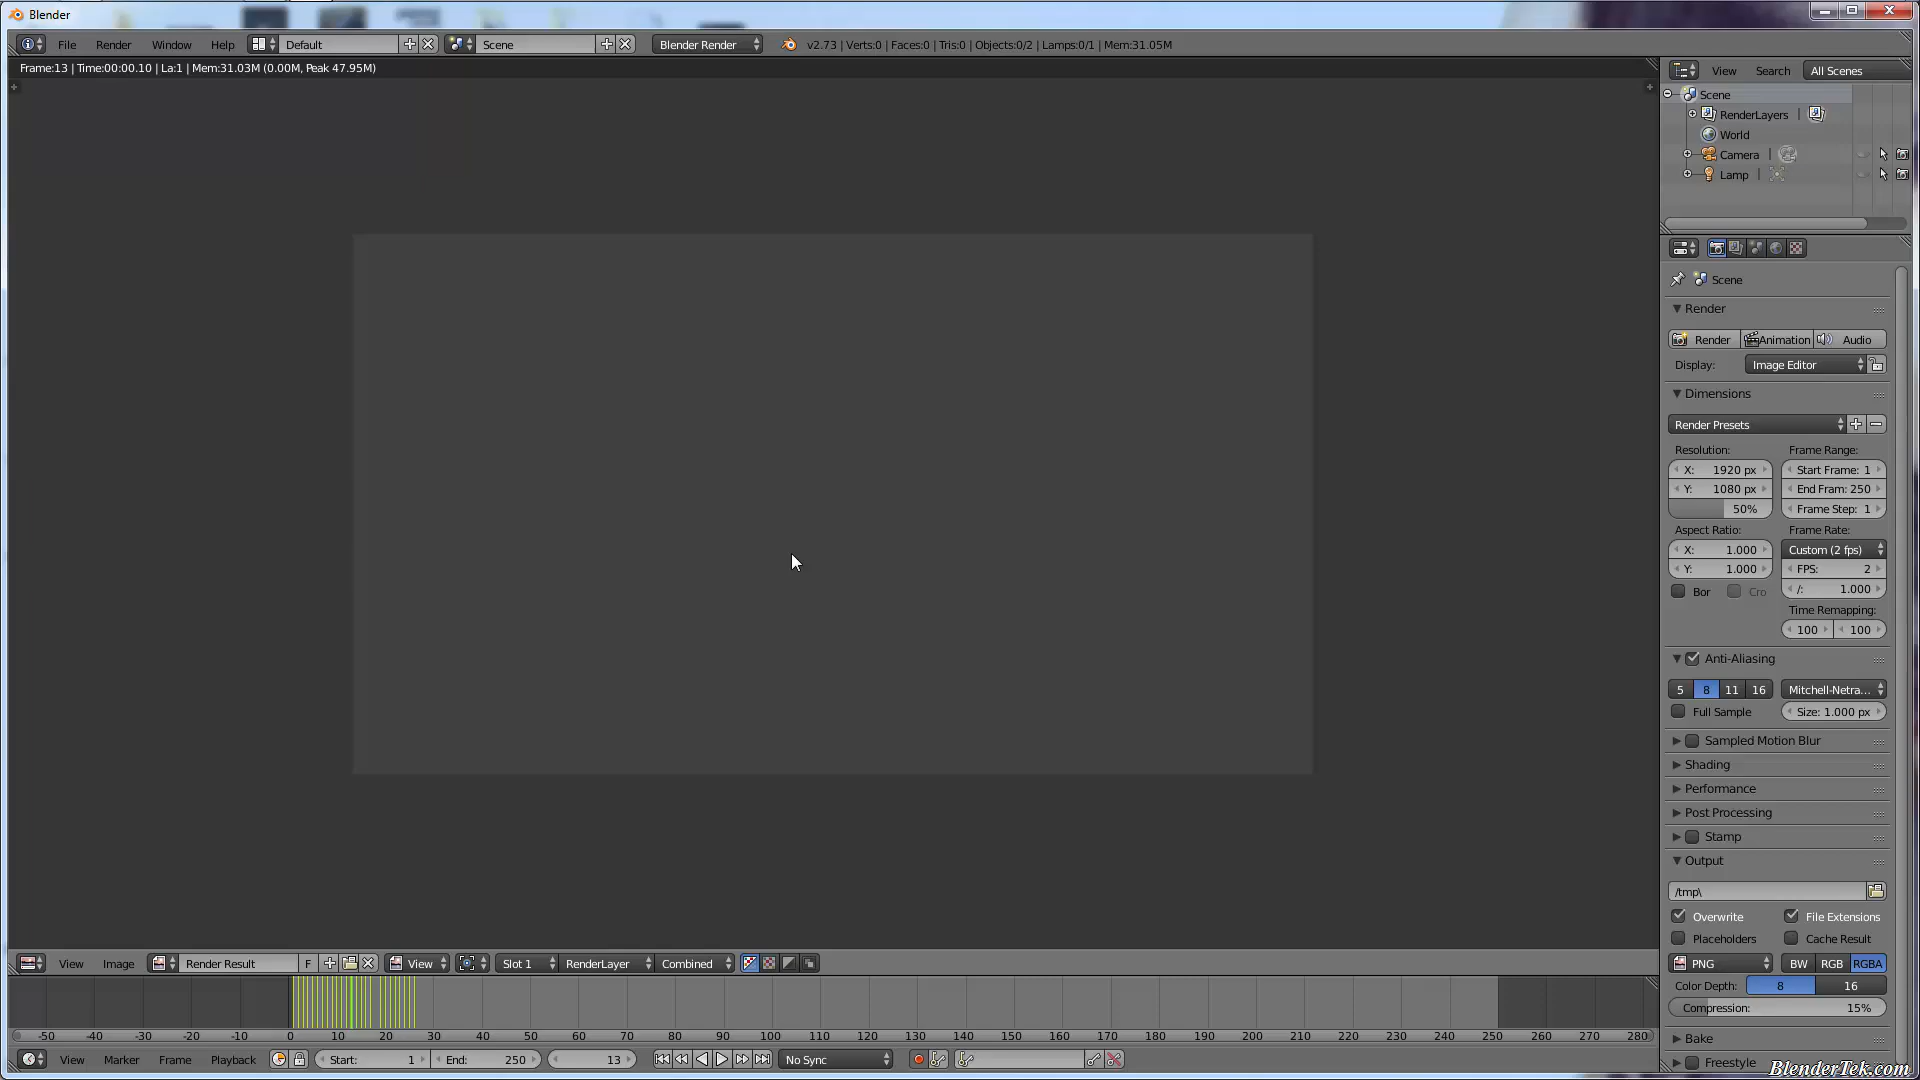 Blender
File Render Window Help Default Scene Blender Render v2.73 | Verts:0 | Faces:0 | Tris:0 | Objects:0/2 | Lamps:0/1 | Mem:31.05M
Frame:13 | Time:00:00.10 | La:1 | Mem:31.03M (0.00M, Peak 47.95M)
View Search All Scenes
Scene
RenderLayers
World
Camera
Lamp
Scene
Render
Render Animation Audio
Display: Image Editor
Dimensions
Render Presets
Resolution: Frame Range:
X: 1920 px Start Frame: 1
Y: 1080 px End Fram: 250
50% Frame Step: 1
Aspect Ratio: Frame Rate:
X: 1.000 Custom (2 fps)
Y: 1.000 FPS: 2
Bor Cro /: 1.000
Time Remapping:
100 100
Anti-Aliasing
5 8 11 16 Mitchell-Netra...
Full Sample Size: 1.000 px
Sampled Motion Blur
Shading
Performance
Post Processing
Stamp
Output
/tmp\
Overwrite File Extensions
Placeholders Cache Result
PNG BW RGB RGBA
Color Depth: 8 16
Compression: 15%
Bake
Freestyle
View Image Render Result F View Slot 1 RenderLayer Combined
-50 -40 -30 -20 -10 0 10 20 30 40 50 60 70 80 90 100 110 120 130 140 150 160 170 180 190 200 210 220 230 240 250 260 270 280
View Marker Frame Playback Start: 1 End: 250 13 No Sync
BlenderTek.com